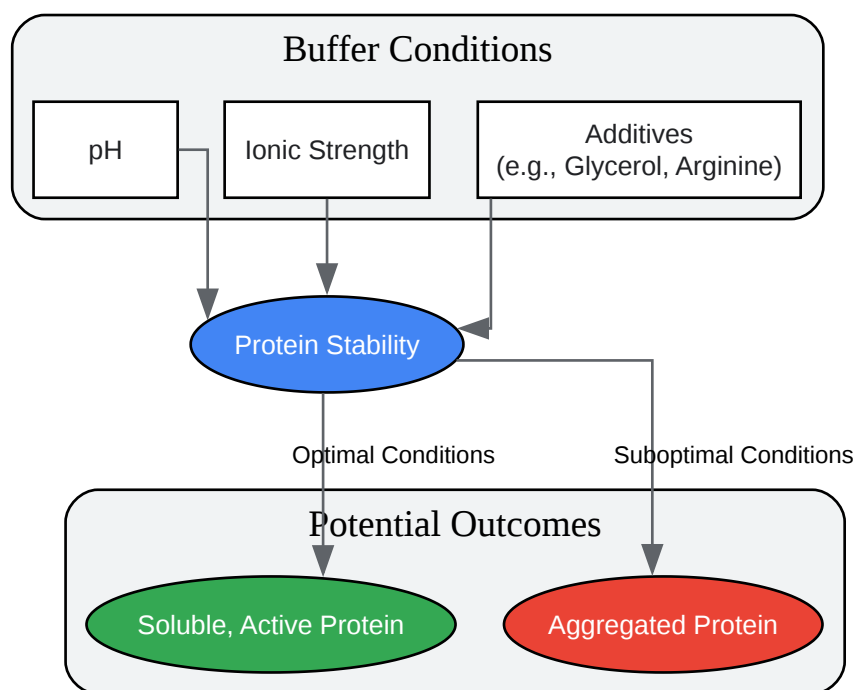 Buffer Conditions
pH
Ionic Strength
Additives
(e.g., Glycerol, Arginine)
Protein Stability
Optimal Conditions
Suboptimal Conditions
Potential Outcomes
Soluble, Active Protein
Aggregated Protein